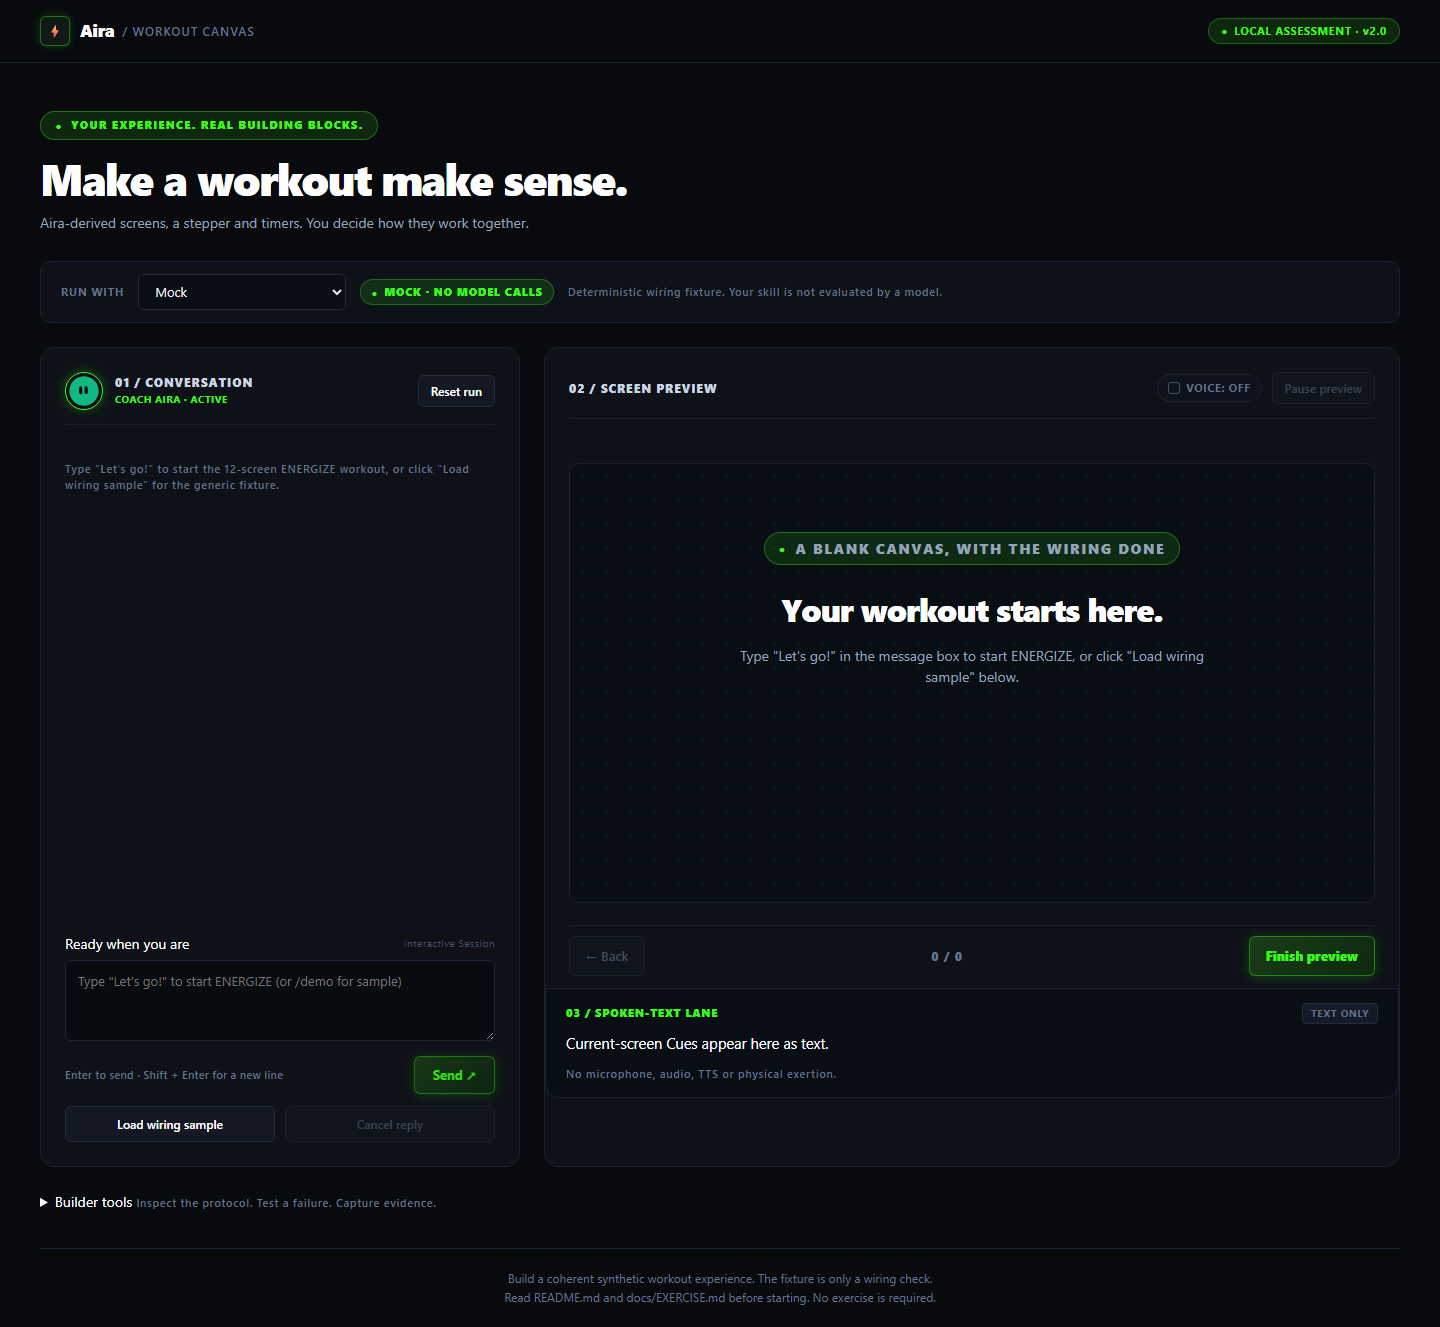 Aira / WORKOUT CANVAS
• LOCAL ASSESSMENT · v2.0
• YOUR EXPERIENCE. REAL BUILDING BLOCKS.
Make a workout make sense.
Aira-derived screens, a stepper and timers. You decide how they work together.
RUN WITH
Mock
• MOCK · NO MODEL CALLS
Deterministic wiring fixture. Your skill is not evaluated by a model.
01 / CONVERSATION
COACH AIRA · ACTIVE
Reset run
Type "Let's go!" to start the 12-screen ENERGIZE workout, or click "Load
wiring sample" for the generic fixture.
Ready when you are
Interactive Session
Type "Let's go!" to start ENERGIZE (or /demo for sample)
Enter to send · Shift + Enter for a new line
Send ↗
Load wiring sample
Cancel reply
02 / SCREEN PREVIEW
VOICE: OFF
Pause preview
• A BLANK CANVAS, WITH THE WIRING DONE
Your workout starts here.
Type "Let's go!" in the message box to start ENERGIZE, or click "Load wiring
sample" below.
← Back
0 / 0
Finish preview
03 / SPOKEN-TEXT LANE
TEXT ONLY
Current-screen Cues appear here as text.
No microphone, audio, TTS or physical exertion.
▶ Builder tools Inspect the protocol. Test a failure. Capture evidence.
Build a coherent synthetic workout experience. The fixture is only a wiring check.
Read README.md and docs/EXERCISE.md before starting. No exercise is required.